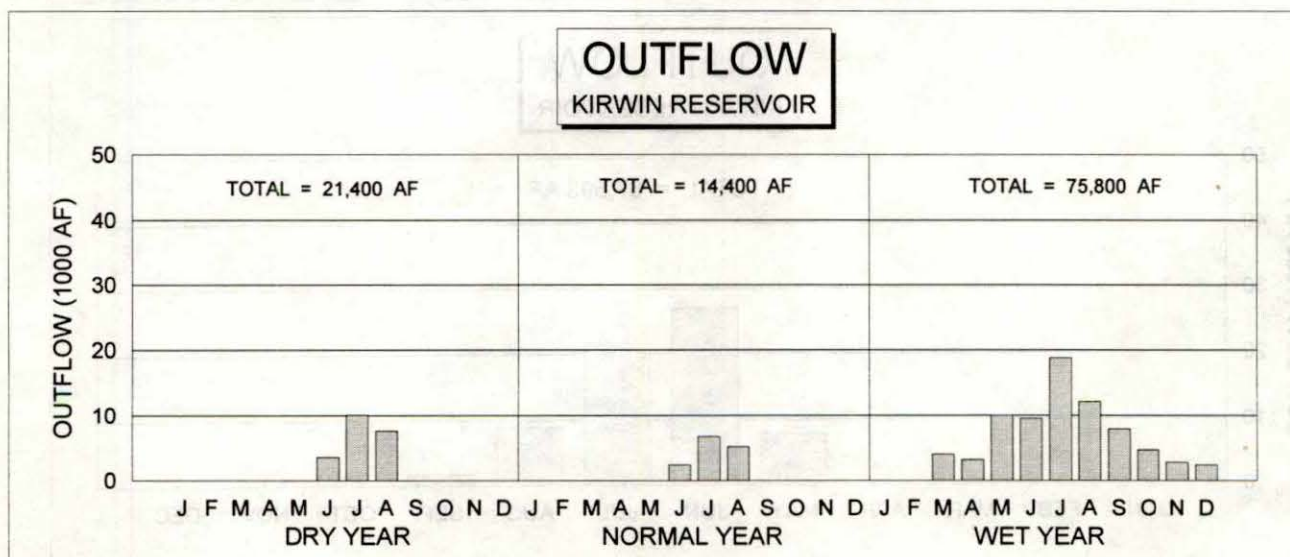 OUTFLOW
KIRWIN RESERVOIR
OUTFLOW (1000 AF)
50
40
30
20
10
0
TOTAL = 21,400 AF
TOTAL = 14,400 AF
TOTAL = 75,800 AF
J F M A M J J A S O N D J F M A M J J A S O N D J F M A M J J A S O N D
DRY YEAR NORMAL YEAR WET YEAR